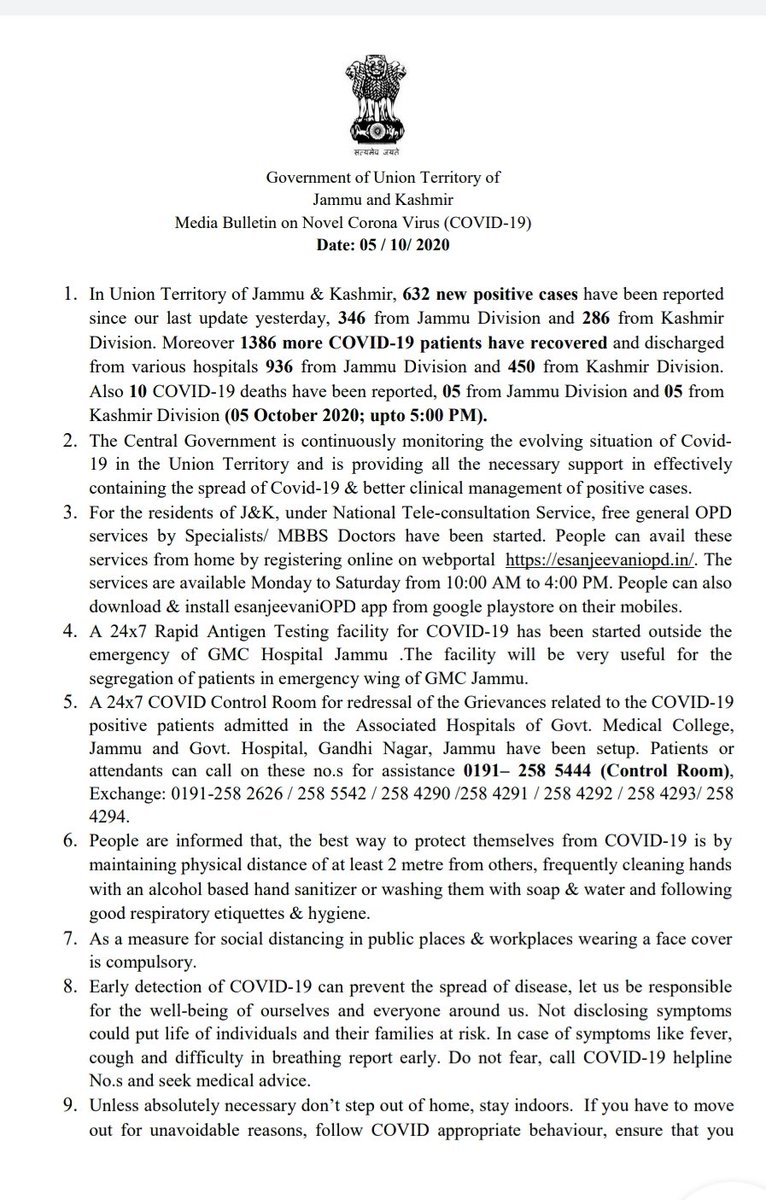 सत्यमेव जयते
Government of Union Territory of
Jammu and Kashmir
Media Bulletin on Novel Corona Virus (COVID-19)
Date: 05 / 10/ 2020
1. In Union Territory of Jammu & Kashmir, 632 new positive cases have been reported
since our last update yesterday, 346 from Jammu Division and 286 from Kashmir
Division. Moreover 1386 more COVID-19 patients have recovered and discharged
from various hospitals 936 from Jammu Division and 450 from Kashmir Division.
Also 10 COVID-19 deaths have been reported, 05 from Jammu Division and 05 from
Kashmir Division (05 October 2020; upto 5:00 PM).
2. The Central Government is continuously monitoring the evolving situation of Covid-
19 in the Union Territory and is providing all the necessary support in effectively
containing the spread of Covid-19 & better clinical management of positive cases.
3. For the residents of J&K, under National Tele-consultation Service, free general OPD
services by Specialists/ MBBS Doctors have been started. People can avail these
services from home by registering online on webportal https://esanjeevaniopd.in/. The
services are available Monday to Saturday from 10:00 AM to 4:00 PM. People can also
download & install esanjeevaniOPD app from google playstore on their mobiles.
4. A 24x7 Rapid Antigen Testing facility for COVID-19 has been started outside the
emergency of GMC Hospital Jammu .The facility will be very useful for the
segregation of patients in emergency wing of GMC Jammu.
5. A 24x7 COVID Control Room for redressal of the Grievances related to the COVID-19
positive patients admitted in the Associated Hospitals of Govt. Medical College,
Jammu and Govt. Hospital, Gandhi Nagar, Jammu have been setup. Patients or
attendants can call on these no.s for assistance 0191– 258 5444 (Control Room),
Exchange: 0191-258 2626 / 258 5542 / 258 4290 /258 4291 / 258 4292 / 258 4293/ 258
4294.
6. People are informed that, the best way to protect themselves from COVID-19 is by
maintaining physical distance of at least 2 metre from others, frequently cleaning hands
with an alcohol based hand sanitizer or washing them with soap & water and following
good respiratory etiquettes & hygiene.
7. As a measure for social distancing in public places & workplaces wearing a face cover
is compulsory.
8. Early detection of COVID-19 can prevent the spread of disease, let us be responsible
for the well-being of ourselves and everyone around us. Not disclosing symptoms
could put life of individuals and their families at risk. In case of symptoms like fever,
cough and difficulty in breathing report early. Do not fear, call COVID-19 helpline
No.s and seek medical advice.
9. Unless absolutely necessary don’t step out of home, stay indoors. If you have to move
out for unavoidable reasons, follow COVID appropriate behaviour, ensure that you